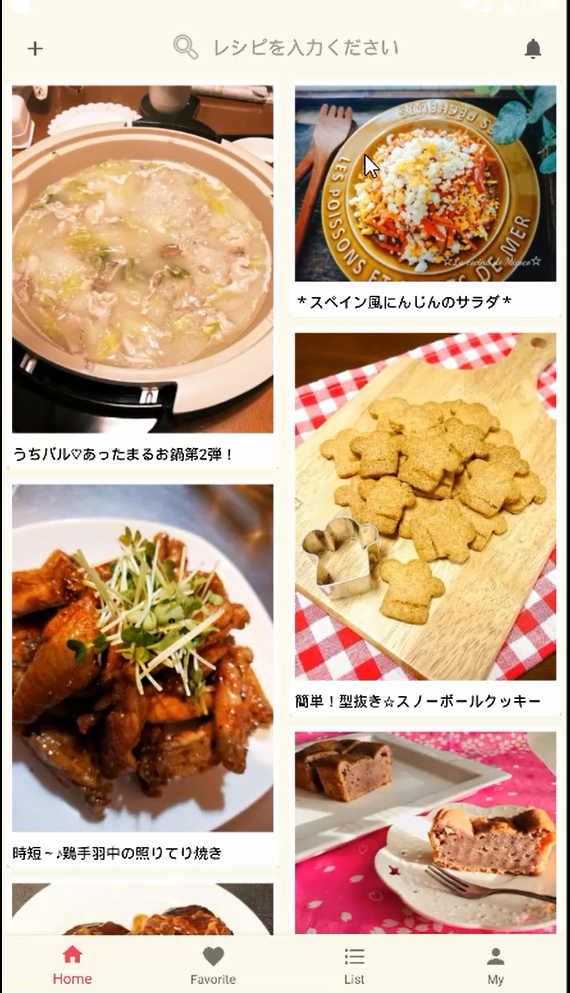 レシピを入力ください
LES POISSONS ET
S DE MER
☆La cocina de
*スペイン風にんじんのサラダ*
うちバル♡あったまるお鍋第2弾！
簡単！型抜き☆スノーボールクッキー
時短～♪鶏手羽中の照りてり焼き
Home
Favorite
List
My